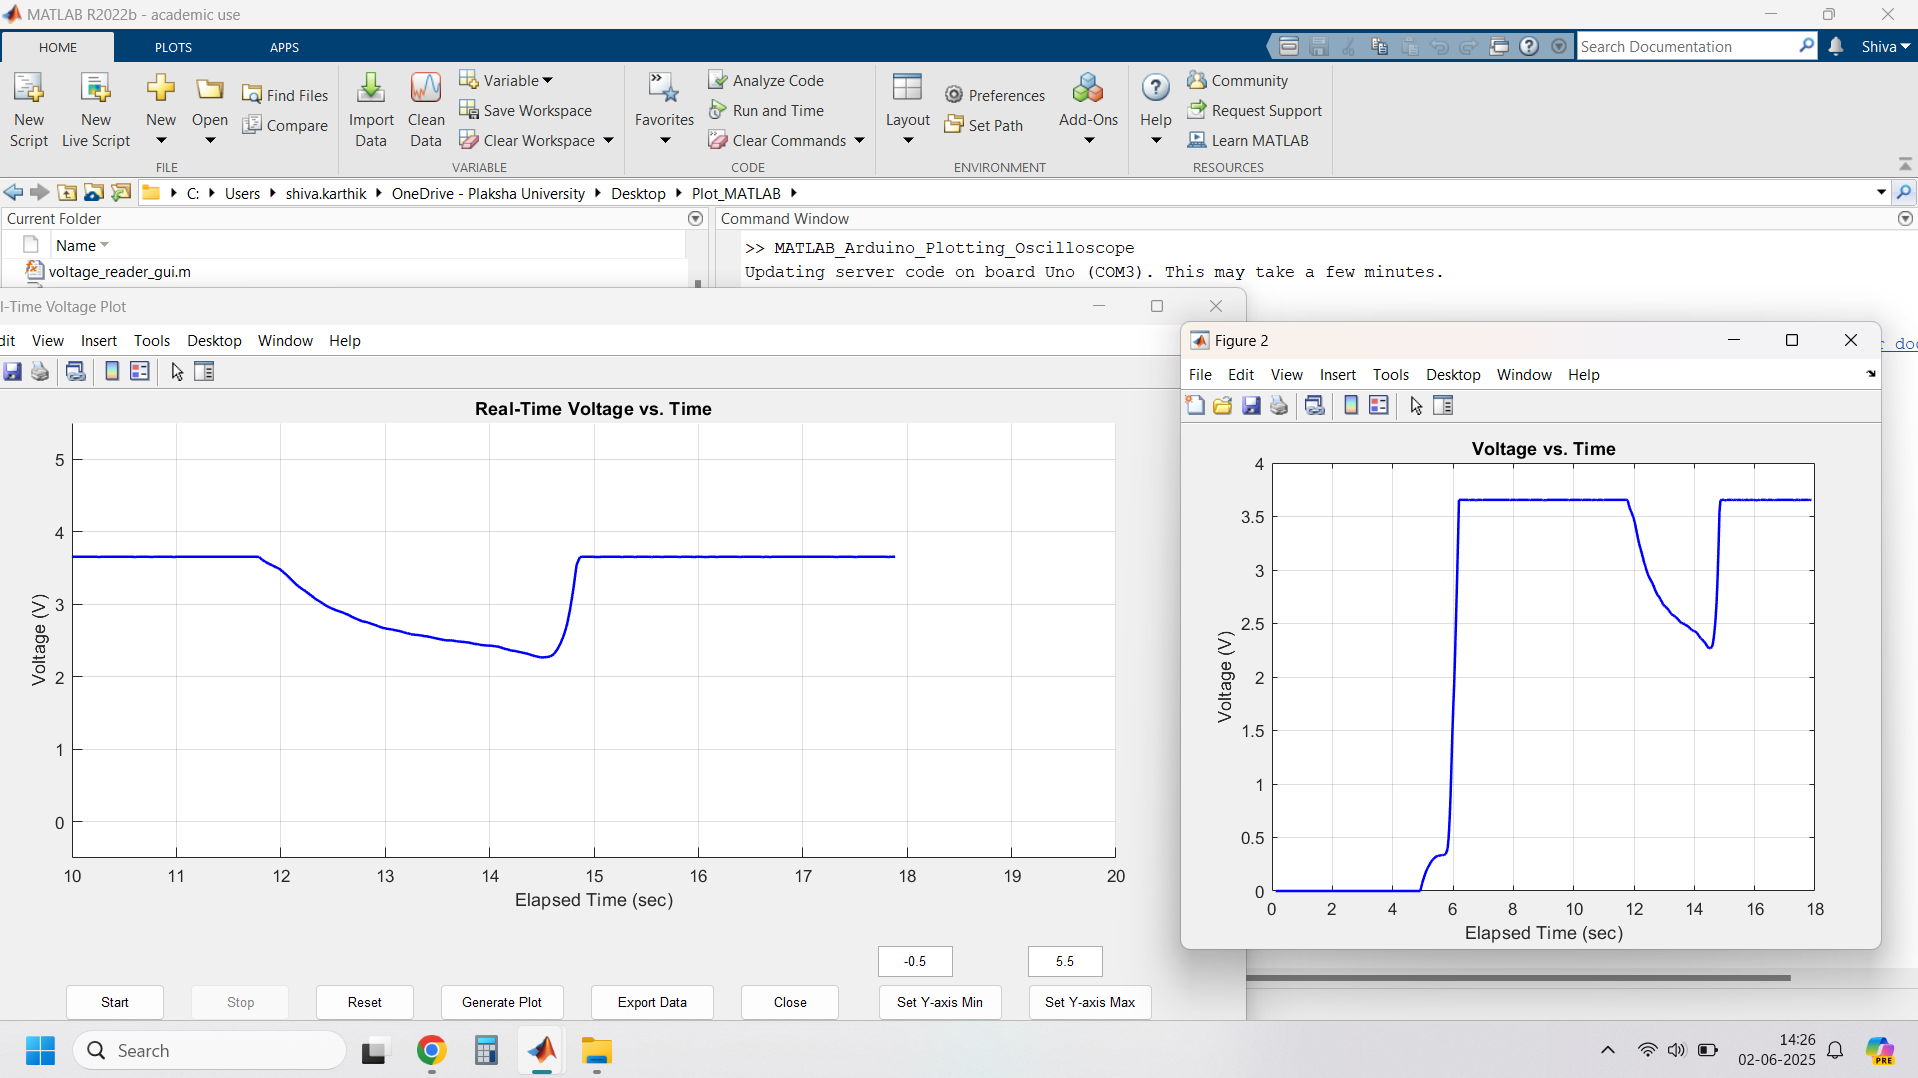 MATLAB R2022b - academic use
HOME PLOTS APPS
Search Documentation
Shiva
New Script
New Live Script
New
Open
Find Files
Compare
FILE
Import Data
Clean Data
Variable
Save Workspace
Clear Workspace
VARIABLE
Favorites
Analyze Code
Run and Time
Clear Commands
CODE
Layout
Preferences
Set Path
Add-Ons
ENVIRONMENT
Help
Community
Request Support
Learn MATLAB
RESOURCES
C: Users shiva.karthik OneDrive - Plaksha University Desktop Plot_MATLAB
Current Folder
Name
voltage_reader_gui.m
Command Window
>> MATLAB_Arduino_Plotting_Oscilloscope
Updating server code on board Uno (COM3). This may take a few minutes.
l-Time Voltage Plot
dit View Insert Tools Desktop Window Help
Real-Time Voltage vs. Time
5
4
3
2
1
0
Voltage (V)
10 11 12 13 14 15 16 17 18 19 20
Elapsed Time (sec)
-0.5 5.5
Start Stop Reset Generate Plot Export Data Close Set Y-axis Min Set Y-axis Max
Figure 2
File Edit View Insert Tools Desktop Window Help
Voltage vs. Time
4
3.5
3
2.5
2
1.5
1
0.5
0
Voltage (V)
0 2 4 6 8 10 12 14 16 18
Elapsed Time (sec)
Search
14:26
02-06-2025
PRE